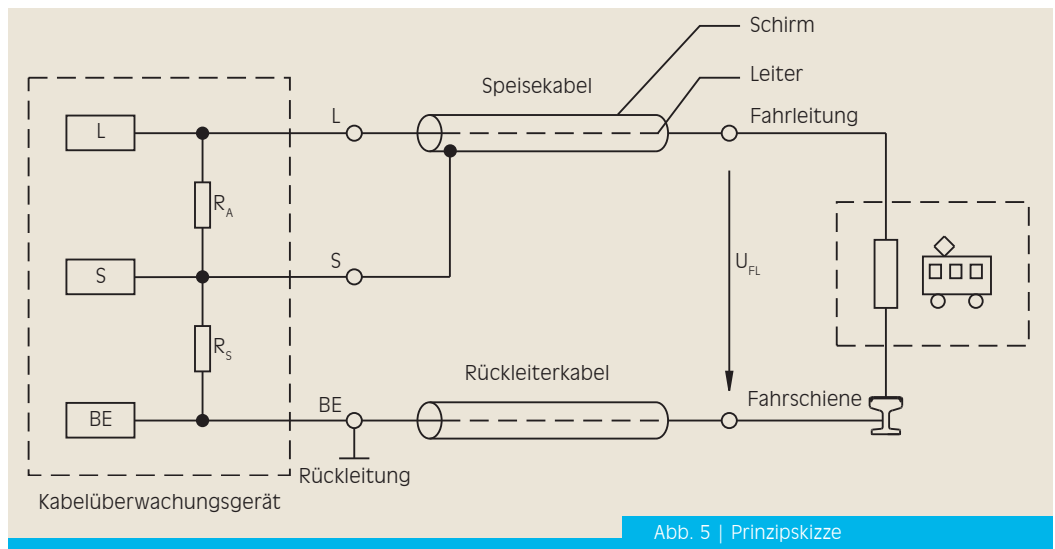 Schirm
Speisekabel
Leiter
L
L
Fahrleitung
R_A
S
S
U_FL
R_S
Rückleiterkabel
BE
BE
Fahrschiene
Rückleitung
Kabelüberwachungsgerät
Abb. 5 | Prinzipskizze